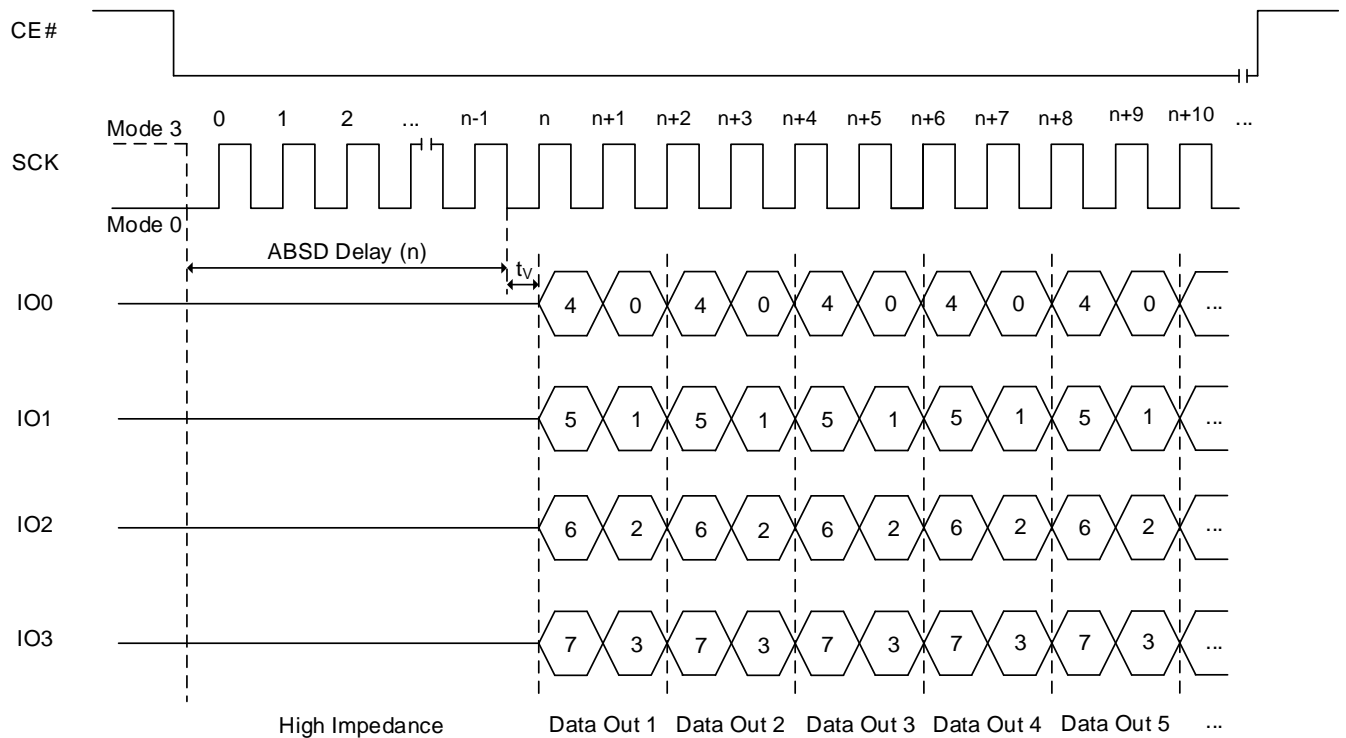 CE#
0 1 2 ... n-1 n n+1 n+2 n+3 n+4 n+5 n+6 n+7 n+8 n+9 n+10 ...
Mode 3
SCK
Mode 0
ABSD Delay (n)
tV
IO0 4 0 4 0 4 0 4 0 4 0 ...
IO1 5 1 5 1 5 1 5 1 5 1 ...
IO2 6 2 6 2 6 2 6 2 6 2 ...
IO3 7 3 7 3 7 3 7 3 7 3 ...
High Impedance Data Out 1 Data Out 2 Data Out 3 Data Out 4 Data Out 5 ...